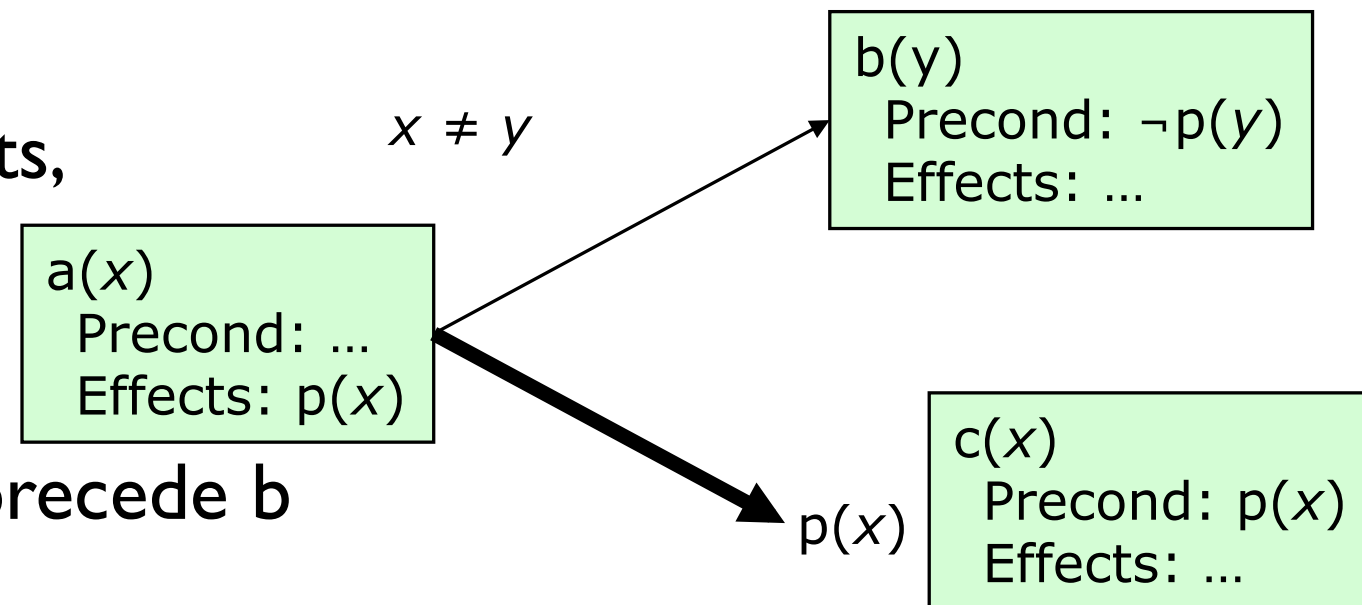 b(y)
Precond: ¬p(y)
Effects: …
x ≠ y
ts,
a(x)
Precond: …
Effects: p(x)
precede b
p(x)
c(x)
Precond: p(x)
Effects: …